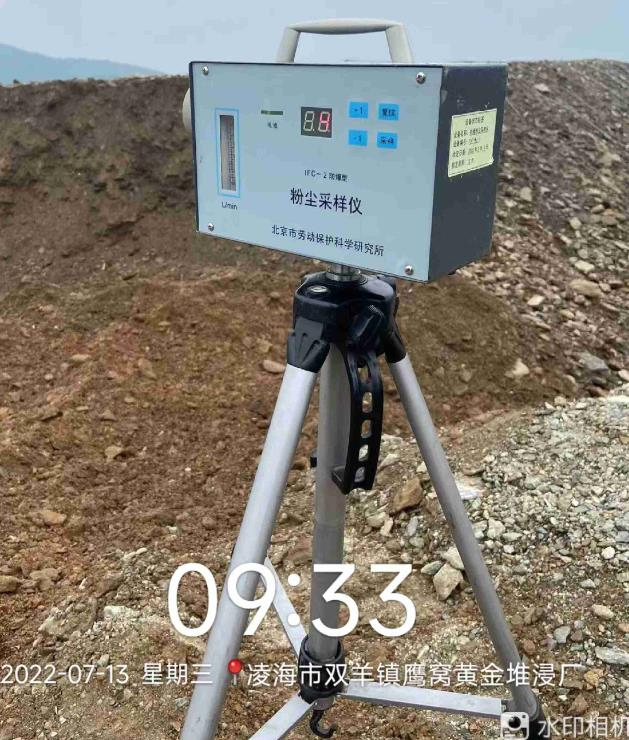 +1 复位
电源
-1 采样
L/min
IFC-2防爆型
粉尘采样仪
北京市劳动保护科学研究所
09:33
2022-07-13 星期三 凌海市双羊镇鹰窝黄金堆浸厂
水印相机